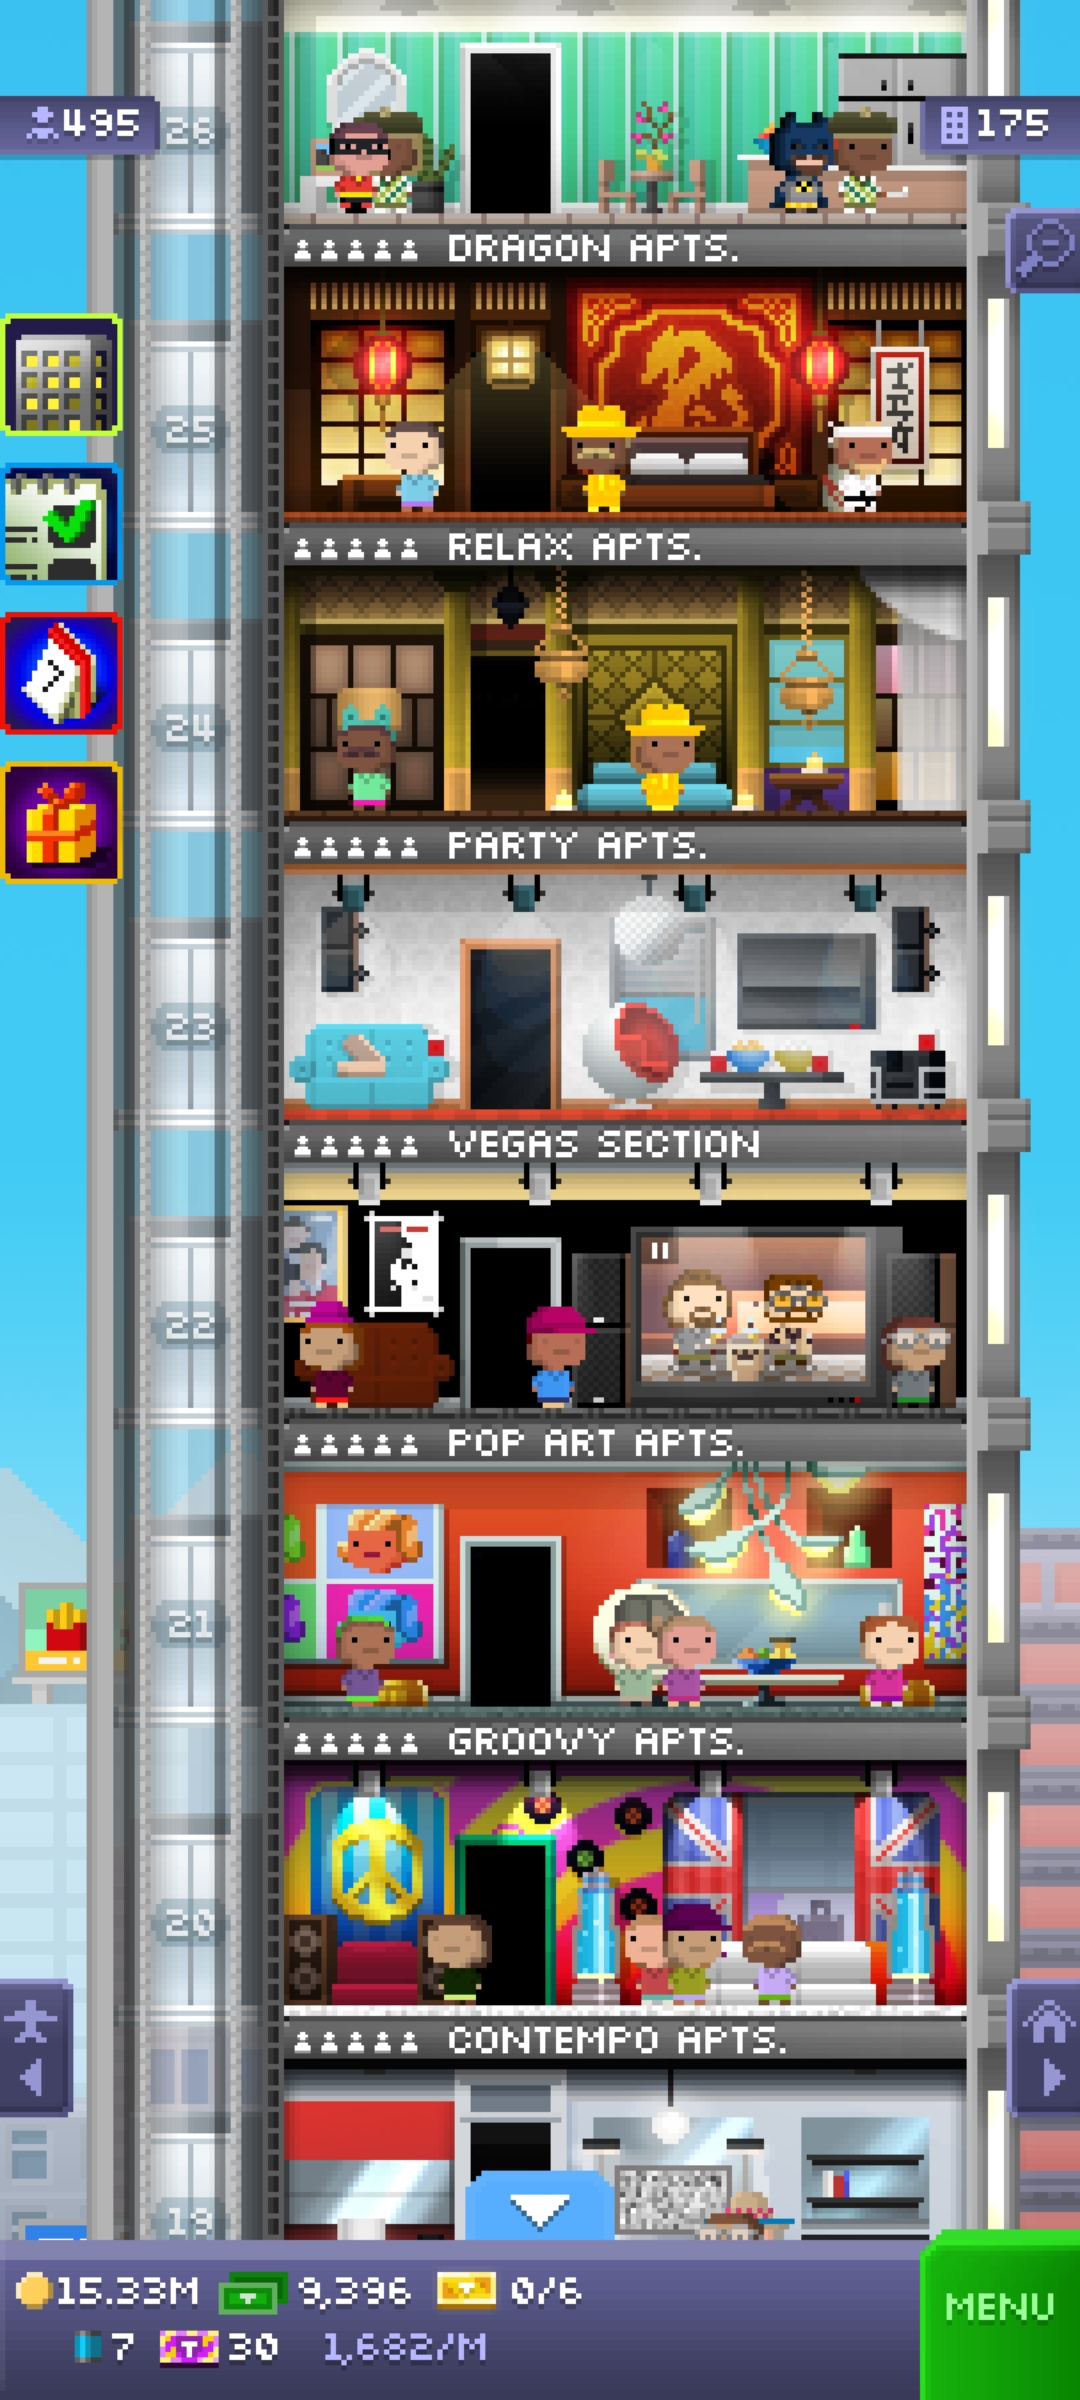 495
26
175
DRAGON APTS.
25
RELAX APTS.
24
PARTY APTS.
23
VEGAS SECTION
22
POP ART APTS.
21
GROOVY APTS.
20
CONTEMPO APTS.
19
15.33M 9,396 0/6
7 T 30 1,682/M
MENU